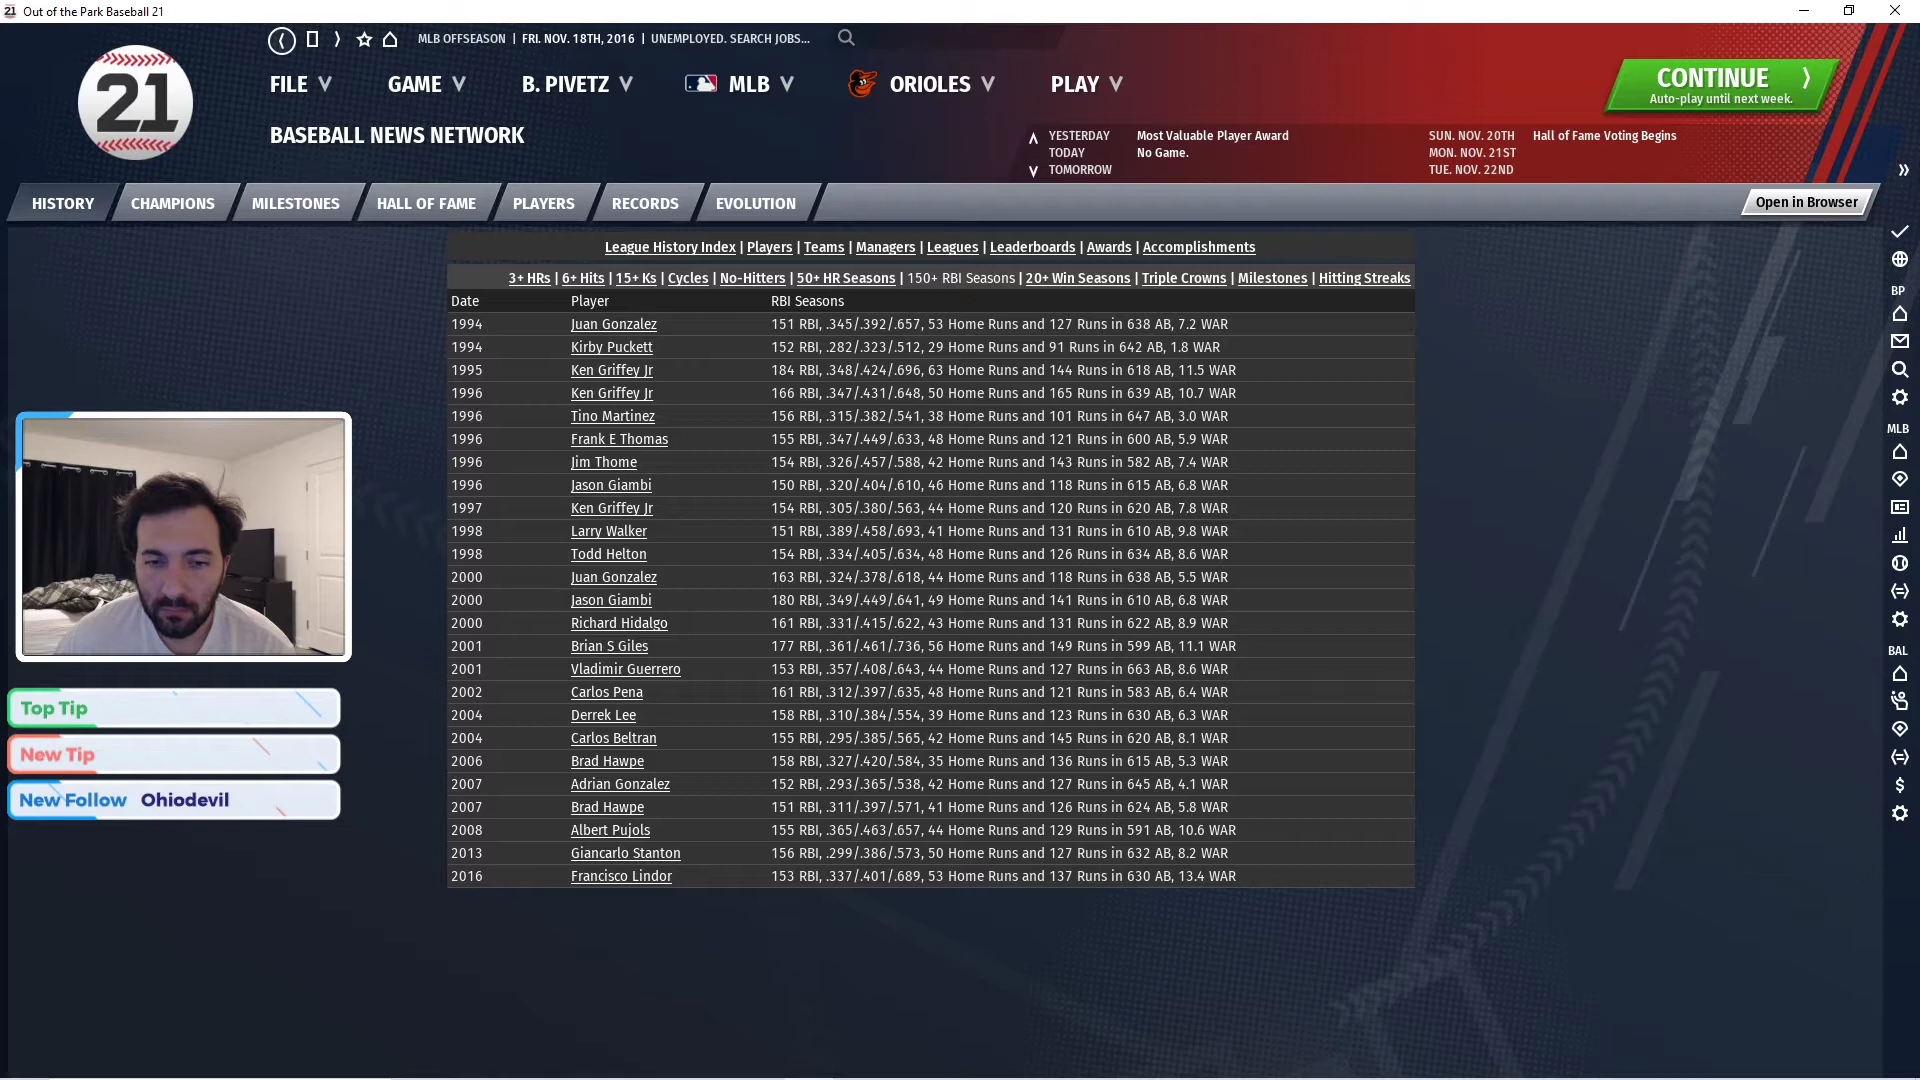 Out of the Park Baseball 21
MLB OFFSEASON | FRI. NOV. 18TH, 2016 | UNEMPLOYED. SEARCH JOBS...
21
FILE GAME B. PIVETZ MLB ORIOLES PLAY
CONTINUE
Auto-play until next week.
BASEBALL NEWS NETWORK
YESTERDAY Most Valuable Player Award SUN. NOV. 20TH Hall of Fame Voting Begins
TODAY No Game. MON. NOV. 21ST
TOMORROW TUE. NOV. 22ND
HISTORY CHAMPIONS MILESTONES HALL OF FAME PLAYERS RECORDS EVOLUTION Open in Browser
League History Index | Players | Teams | Managers | Leagues | Leaderboards | Awards | Accomplishments
3+ HRs | 6+ Hits | 15+ Ks | Cycles | No-Hitters | 50+ HR Seasons | 150+ RBI Seasons | 20+ Win Seasons | Triple Crowns | Milestones | Hitting Streaks
Date Player RBI Seasons
1994 Juan Gonzalez 151 RBI, .345/.392/.657, 53 Home Runs and 127 Runs in 638 AB, 7.2 WAR
1994 Kirby Puckett 152 RBI, .282/.323/.512, 29 Home Runs and 91 Runs in 642 AB, 1.8 WAR
1995 Ken Griffey Jr 184 RBI, .348/.424/.696, 63 Home Runs and 144 Runs in 618 AB, 11.5 WAR
1996 Ken Griffey Jr 166 RBI, .347/.431/.648, 50 Home Runs and 165 Runs in 639 AB, 10.7 WAR
1996 Tino Martinez 156 RBI, .315/.382/.541, 38 Home Runs and 101 Runs in 647 AB, 3.0 WAR
1996 Frank E Thomas 155 RBI, .347/.449/.633, 48 Home Runs and 121 Runs in 600 AB, 5.9 WAR
1996 Jim Thome 154 RBI, .326/.457/.588, 42 Home Runs and 143 Runs in 582 AB, 7.4 WAR
1996 Jason Giambi 150 RBI, .320/.404/.610, 46 Home Runs and 118 Runs in 615 AB, 6.8 WAR
1997 Ken Griffey Jr 154 RBI, .305/.380/.563, 44 Home Runs and 120 Runs in 620 AB, 7.8 WAR
1998 Larry Walker 151 RBI, .389/.458/.693, 41 Home Runs and 131 Runs in 610 AB, 9.8 WAR
1998 Todd Helton 154 RBI, .334/.405/.634, 48 Home Runs and 126 Runs in 634 AB, 8.6 WAR
2000 Juan Gonzalez 163 RBI, .324/.378/.618, 44 Home Runs and 118 Runs in 638 AB, 5.5 WAR
2000 Jason Giambi 180 RBI, .349/.449/.641, 49 Home Runs and 141 Runs in 610 AB, 6.8 WAR
2000 Richard Hidalgo 161 RBI, .331/.415/.622, 43 Home Runs and 131 Runs in 622 AB, 8.9 WAR
2001 Brian S Giles 177 RBI, .361/.461/.736, 56 Home Runs and 149 Runs in 599 AB, 11.1 WAR
2001 Vladimir Guerrero 153 RBI, .357/.408/.643, 44 Home Runs and 127 Runs in 663 AB, 8.6 WAR
2002 Carlos Pena 161 RBI, .312/.397/.635, 48 Home Runs and 121 Runs in 583 AB, 6.4 WAR
2004 Derrek Lee 158 RBI, .310/.384/.554, 39 Home Runs and 123 Runs in 630 AB, 6.3 WAR
2004 Carlos Beltran 155 RBI, .295/.385/.565, 42 Home Runs and 145 Runs in 620 AB, 8.1 WAR
2006 Brad Hawpe 158 RBI, .327/.420/.584, 35 Home Runs and 136 Runs in 615 AB, 5.3 WAR
2007 Adrian Gonzalez 152 RBI, .293/.365/.538, 42 Home Runs and 127 Runs in 645 AB, 4.1 WAR
2007 Brad Hawpe 151 RBI, .311/.397/.571, 41 Home Runs and 126 Runs in 624 AB, 5.8 WAR
2008 Albert Pujols 155 RBI, .365/.463/.657, 44 Home Runs and 129 Runs in 591 AB, 10.6 WAR
2013 Giancarlo Stanton 156 RBI, .299/.386/.573, 50 Home Runs and 127 Runs in 632 AB, 8.2 WAR
2016 Francisco Lindor 153 RBI, .337/.401/.689, 53 Home Runs and 137 Runs in 630 AB, 13.4 WAR
Top Tip
New Tip
New Follow Ohiodevil
BP
MLB
BAL